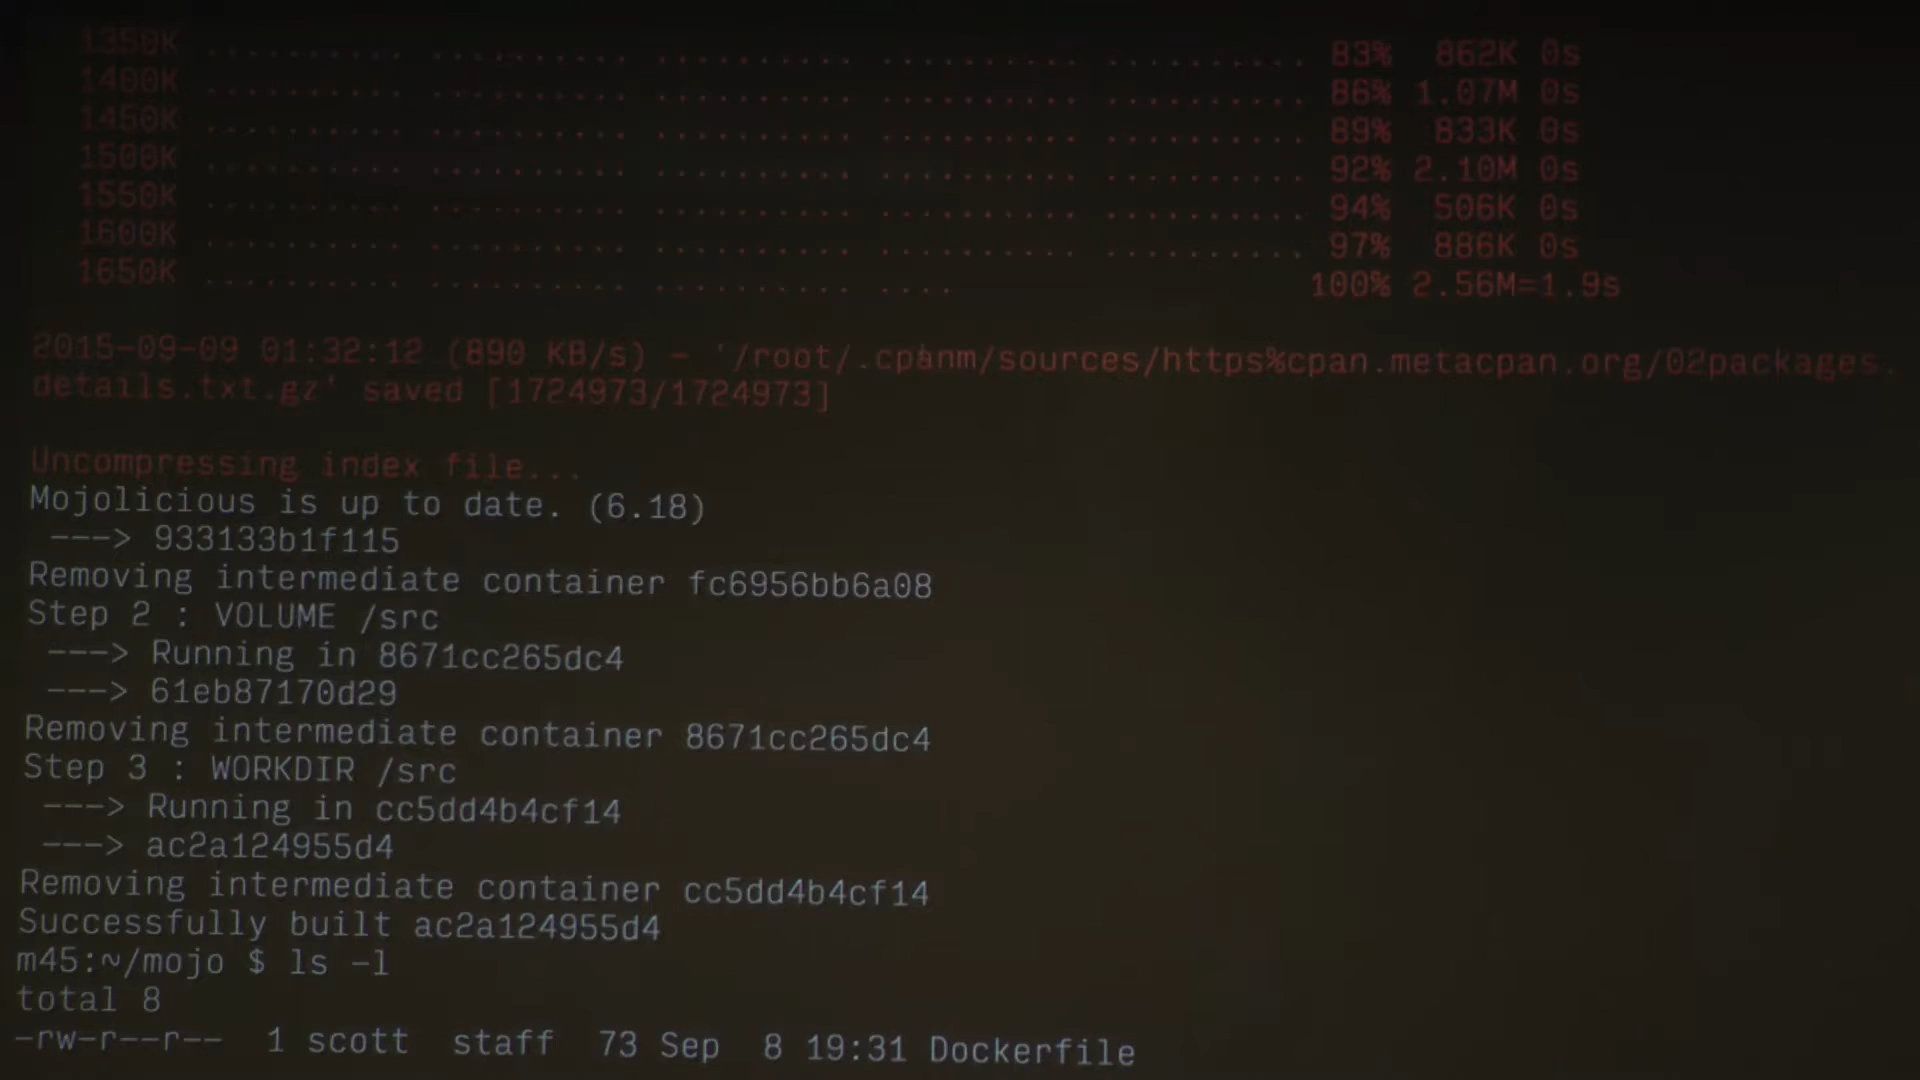 1350K .......... .......... .......... .......... .......... 83% 862K 0s
1400K .......... .......... .......... .......... .......... 86% 1.07M 0s
1450K .......... .......... .......... .......... .......... 89% 833K 0s
1500K .......... .......... .......... .......... .......... 92% 2.10M 0s
1550K .......... .......... .......... .......... .......... 94% 506K 0s
1600K .......... .......... .......... .......... .......... 97% 886K 0s
1650K .......... .......... .......... .... 100% 2.56M=1.9s
2015-09-09 01:32:12 (890 KB/s) - '/root/.cpanm/sources/https%cpan.metacpan.org/02packages.
details.txt.gz' saved [1724973/1724973]
Uncompressing index file...
Mojolicious is up to date. (6.18)
---> 933133b1f115
Removing intermediate container fc6956bb6a08
Step 2 : VOLUME /src
---> Running in 8671cc265dc4
---> 61eb87170d29
Removing intermediate container 8671cc265dc4
Step 3 : WORKDIR /src
---> Running in cc5dd4b4cf14
---> ac2a124955d4
Removing intermediate container cc5dd4b4cf14
Successfully built ac2a124955d4
m45:~/mojo $ ls -l
total 8
-rw-r--r-- 1 scott staff 73 Sep 8 19:31 Dockerfile